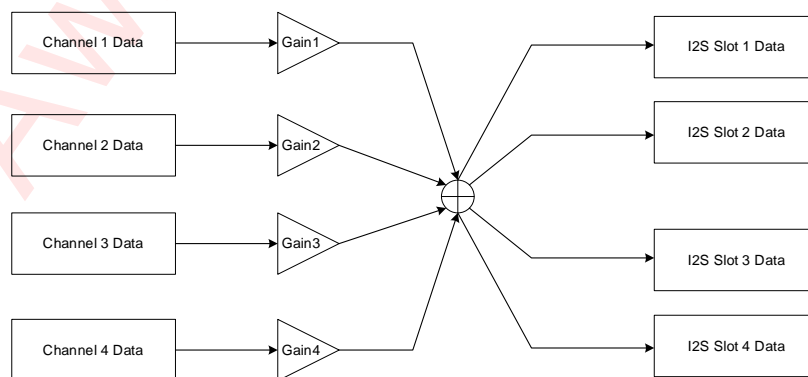 Channel 1 Data
Gain1
I2S Slot 1 Data
Channel 2 Data
Gain2
I2S Slot 2 Data
Channel 3 Data
Gain3
I2S Slot 3 Data
Channel 4 Data
Gain4
I2S Slot 4 Data
AW